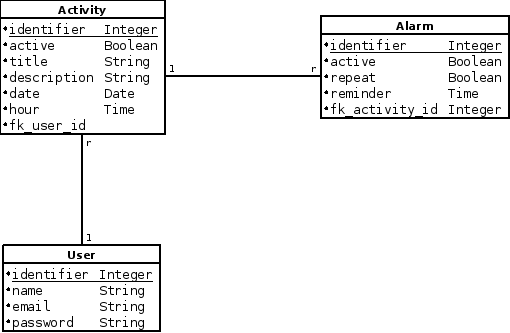 Activity
identifier Integer
active Boolean
title String
description String
date Date
hour Time
fk_user_id
1
r
Alarm
identifier Integer
active Boolean
repeat Boolean
reminder Time
fk_activity_id Integer
r
1
User
identifier Integer
name String
email String
password String